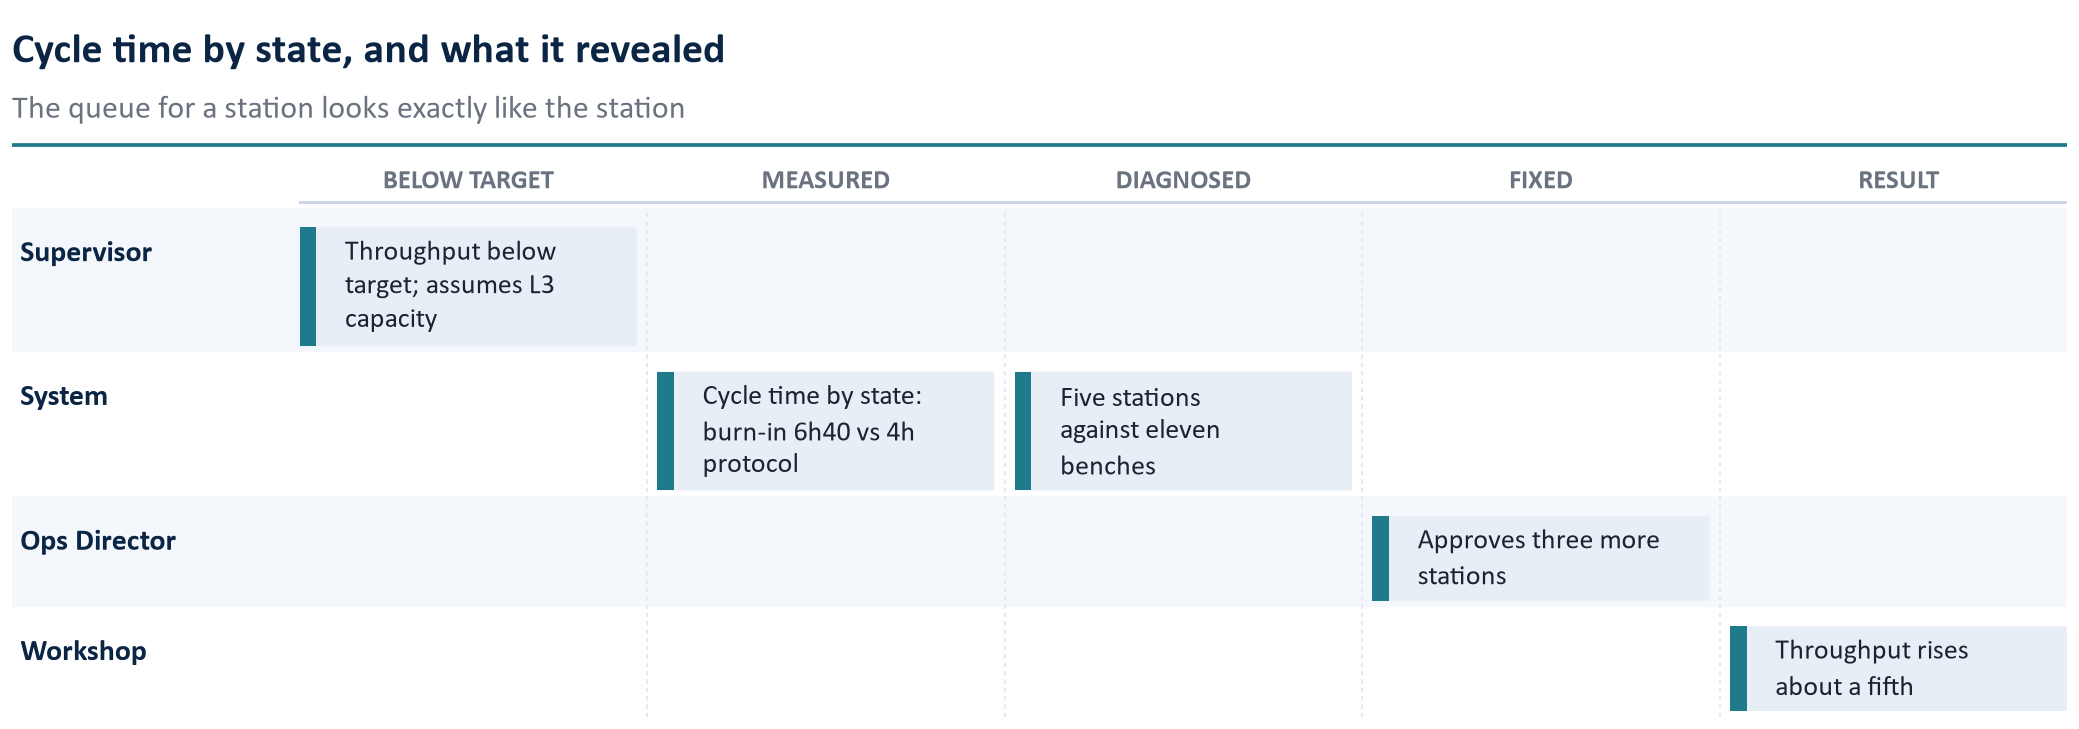 Cycle time by state, and what it revealed
The queue for a station looks exactly like the station
BELOW TARGET
MEASURED
DIAGNOSED
FIXED
RESULT
Supervisor
Throughput below
target; assumes L3
capacity
System
Cycle time by state:
burn-in 6h40 vs 4h
protocol
Five stations
against eleven
benches
Ops Director
Approves three more
stations
Workshop
Throughput rises
about a fifth